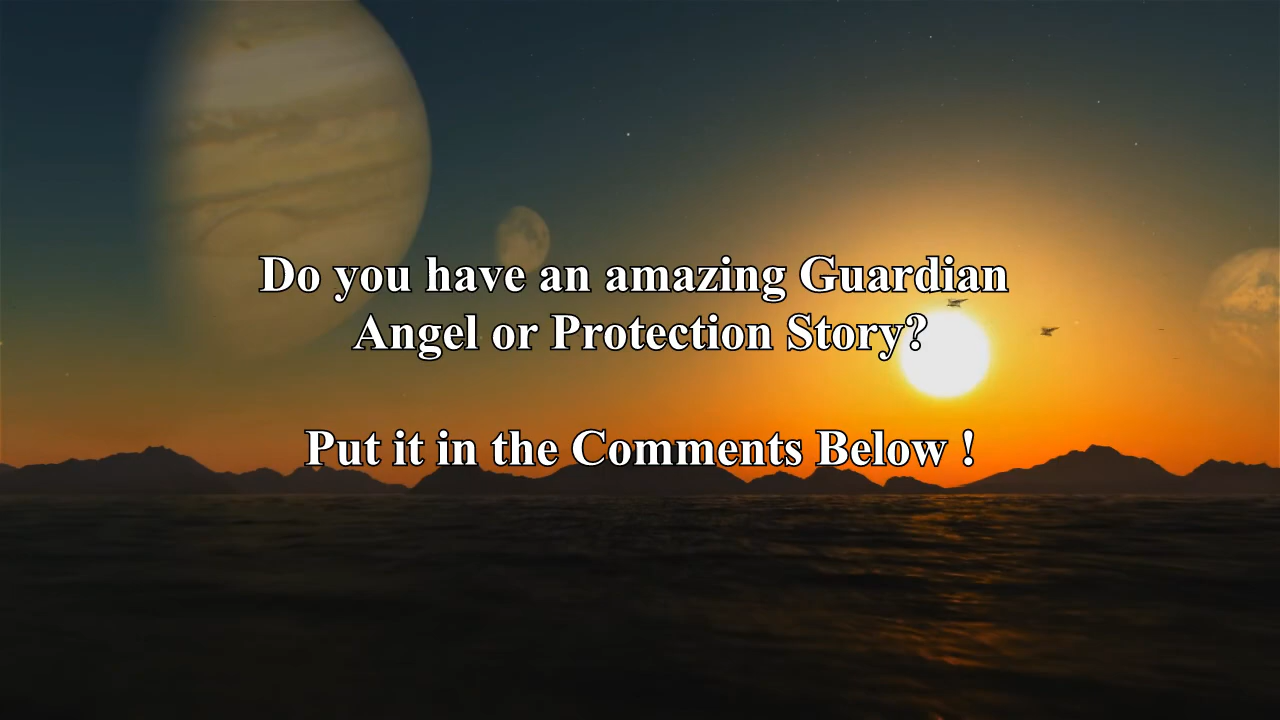 Do you have an amazing Guardian
Angel or Protection Story?
Put it in the Comments Below !